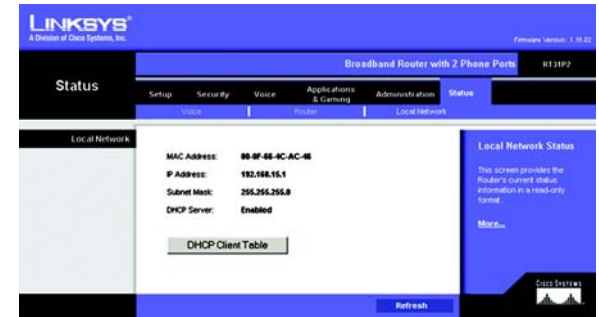 LINKSYS®
A Division of Cisco Systems, Inc.
Firmware Version: 1.19.22
Broadband Router with 2 Phone Ports RT31P2
Status
Setup Security Voice Applications & Gaming Administration Status
Voice Router Local Network
Local Network
MAC Address: 00-0F-66-4C-AC-46
IP Address: 192.168.15.1
Subnet Mask: 255.255.255.0
DHCP Server: Enabled
DHCP Client Table
Local Network Status
This screen provides the
Router's current status
information in a read-only
format.
More...
Refresh
CISCO SYSTEMS